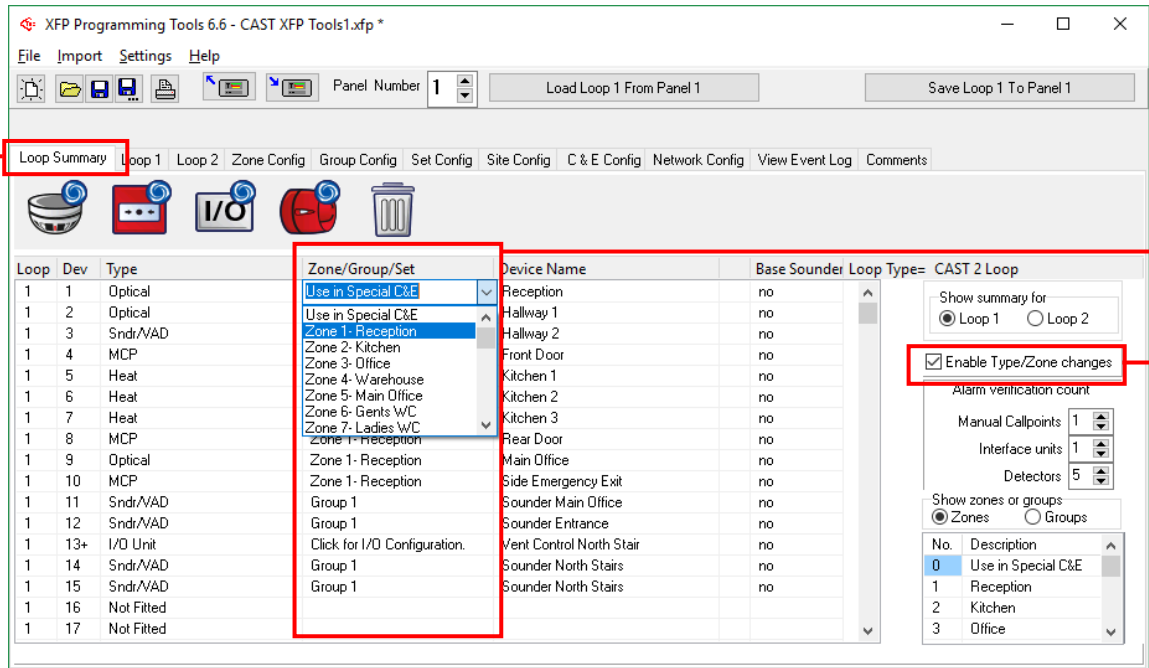 XFP Programming Tools 6.6 - CAST XFP Tools1.xfp *
File Import Settings Help
Panel Number 1 Load Loop 1 From Panel 1 Save Loop 1 To Panel 1
Loop Summary Loop 1 Loop 2 Zone Config Group Config Set Config Site Config C & E Config Network Config View Event Log Comments
I/O
Loop Dev Type Zone/Group/Set Device Name Base Sounder Loop Type= CAST 2 Loop
1 1 Optical Use in Special C&E Reception no
1 2 Optical Use in Special C&E Hallway 1 no
1 3 Sndr/VAD Zone 1- Reception Hallway 2 no
1 4 MCP Zone 2- Kitchen Front Door no
Zone 3- Office
1 5 Heat Zone 4- Warehouse Kitchen 1 no
1 6 Heat Zone 5- Main Office Kitchen 2 no
Zone 6- Gents WC
1 7 Heat Zone 7- Ladies WC Kitchen 3 no
1 8 MCP Zone 1- Reception Rear Door no
1 9 Optical Zone 1- Reception Main Office no
1 10 MCP Zone 1- Reception Side Emergency Exit no
1 11 Sndr/VAD Group 1 Sounder Main Office no
1 12 Sndr/VAD Group 1 Sounder Entrance no
1 13+ I/O Unit Click for I/O Configuration. Vent Control North Stair no
1 14 Sndr/VAD Group 1 Sounder North Stairs no
1 15 Sndr/VAD Group 1 Sounder North Stairs no
1 16 Not Fitted
1 17 Not Fitted
Show summary for
Loop 1 Loop 2
Enable Type/Zone changes
Alarm verification count
Manual Callpoints 1
Interface units 1
Detectors 5
Show zones or groups
Zones Groups
No. Description
0 Use in Special C&E
1 Reception
2 Kitchen
3 Office